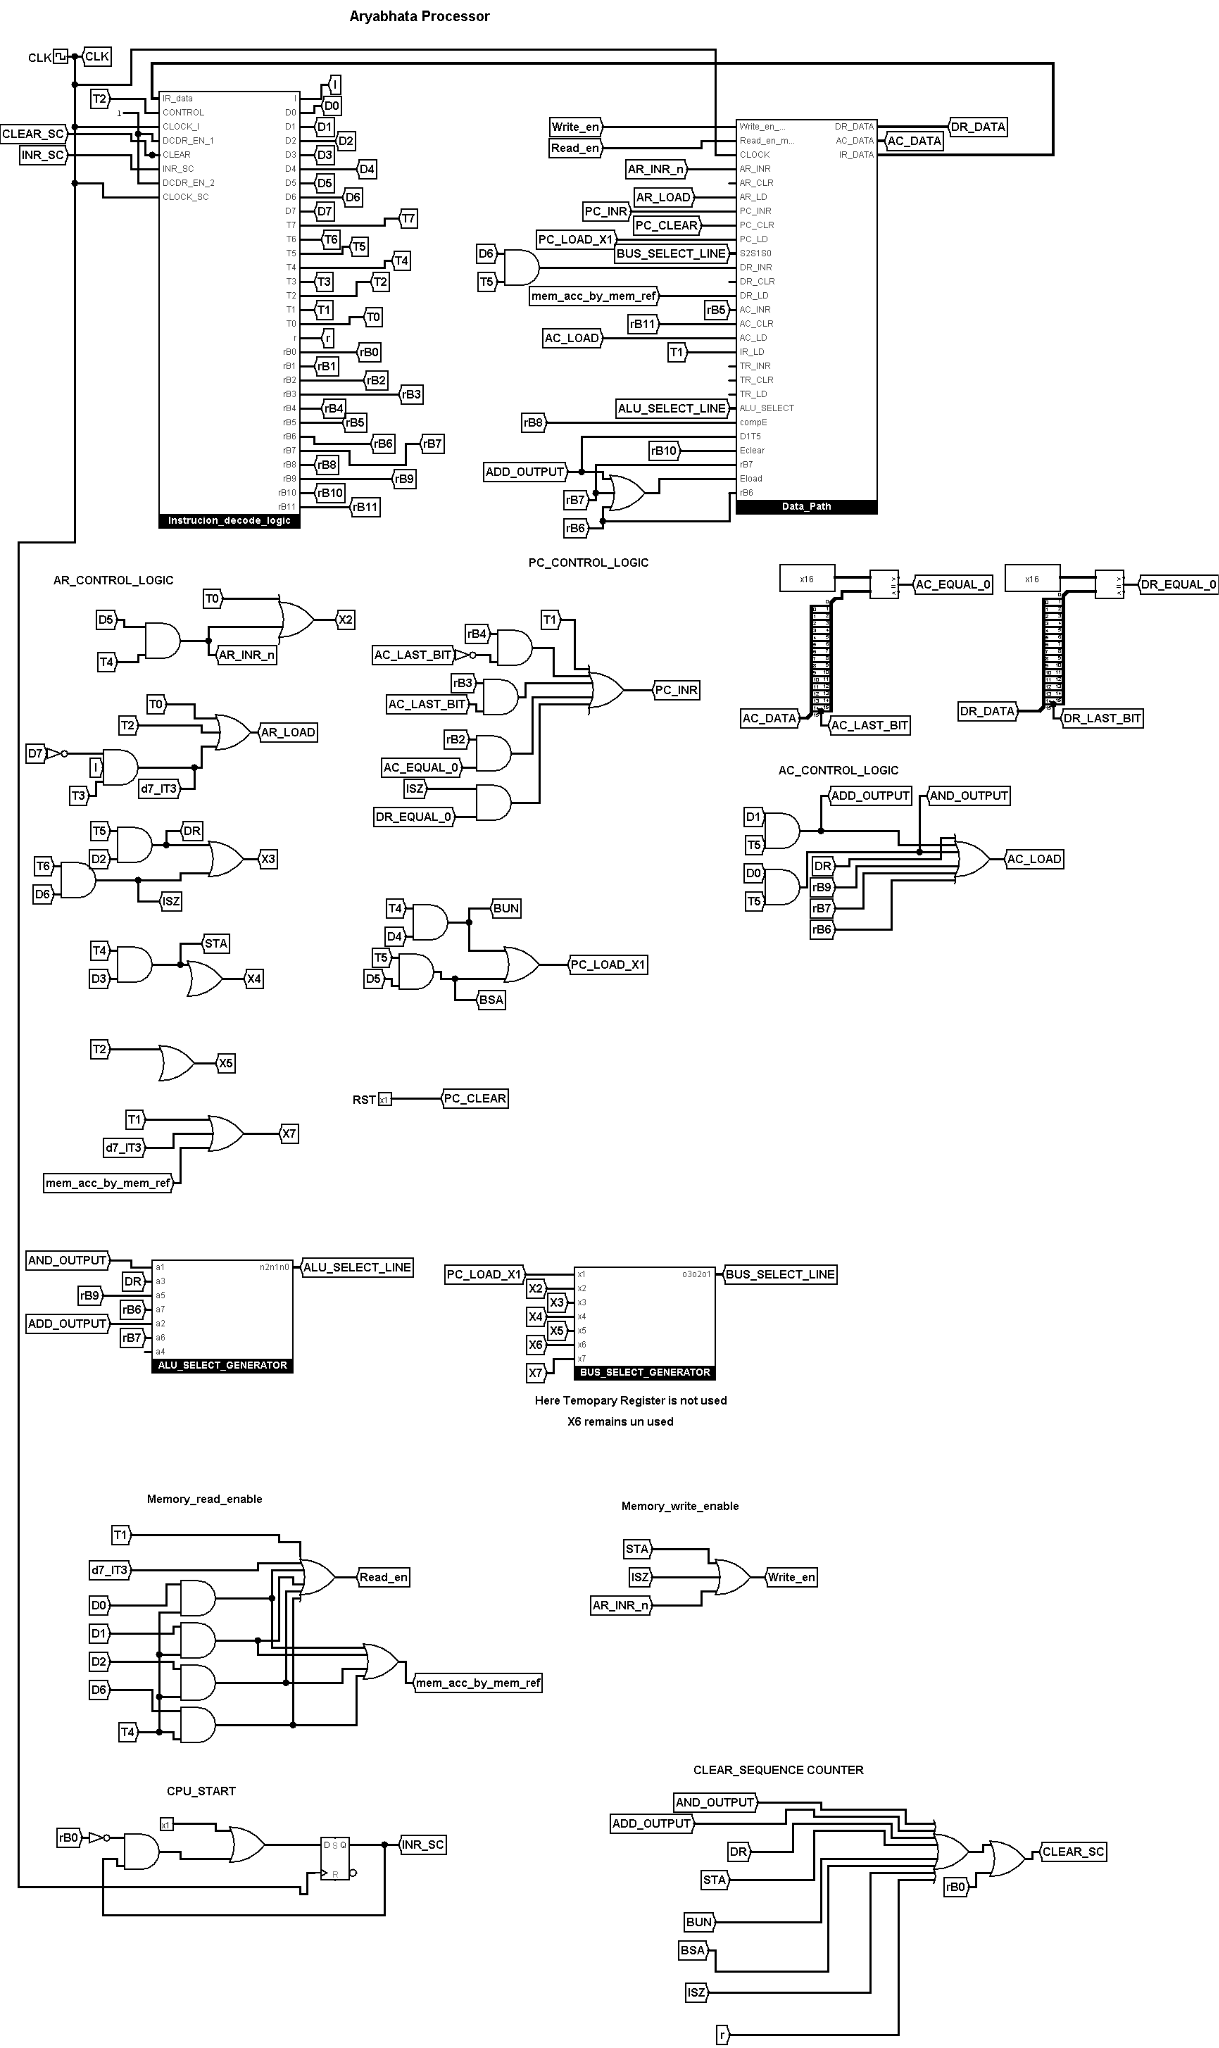 Aryabhata Processor
CLK
CLK
T2
1
CLEAR_SC
INR_SC
IR_data
CONTROL
CLOCK_I
DCDR_EN_1
CLEAR
INR_SC
DCDR_EN_2
CLOCK_SC
I
D0
D1
D2
D3
D4
D5
D6
D7
T7
T6
T5
T4
T3
T2
T1
T0
r
rB0
rB1
rB2
rB3
rB4
rB5
rB6
rB7
rB8
rB9
rB10
rB11
Instrucion_decode_logic
I
D0
D1
D2
D3
D4
D5
D6
D7
T7
T6
T5
T4
T3
T2
T1
T0
r
rB0
rB1
rB2
rB3
rB4
rB5
rB6
rB7
rB8
rB9
rB10
rB11
Write_en
Read_en
AR_INR_n
AR_LOAD
PC_INR
PC_CLEAR
PC_LOAD_X1
BUS_SELECT_LINE
D6
T5
mem_acc_by_mem_ref
rB5
rB11
AC_LOAD
T1
ALU_SELECT_LINE
rB8
rB10
ADD_OUTPUT
rB7
rB6
Write_en_...
Read_en_m...
CLOCK
AR_INR
AR_CLR
AR_LD
PC_INR
PC_CLR
PC_LD
S2S1S0
DR_INR
DR_CLR
DR_LD
AC_INR
AC_CLR
AC_LD
IR_LD
TR_INR
TR_CLR
TR_LD
ALU_SELECT
compE
D1T5
Eclear
rB7
Eload
rB6
DR_DATA
AC_DATA
IR_DATA
Data_Path
DR_DATA
AC_DATA
AR_CONTROL_LOGIC
T0
D5
T4
X2
AR_INR_n
T0
T2
D7
I
T3
d7_IT3
AR_LOAD
T5
D2
DR
T6
D6
ISZ
X3
T4
D3
STA
X4
T2
X5
T1
d7_IT3
mem_acc_by_mem_ref
X7
PC_CONTROL_LOGIC
T1
rB4
AC_LAST_BIT
rB3
AC_LAST_BIT
rB2
AC_EQUAL_0
ISZ
DR_EQUAL_0
PC_INR
T4
D4
BUN
T5
D5
BSA
PC_LOAD_X1
RST
x1
PC_CLEAR
x16
AC_EQUAL_0
AC_DATA
AC_LAST_BIT
x16
DR_EQUAL_0
DR_DATA
DR_LAST_BIT
AC_CONTROL_LOGIC
ADD_OUTPUT
AND_OUTPUT
D1
T5
D0
T5
DR
rB9
rB7
rB6
AC_LOAD
AND_OUTPUT
DR
rB9
rB6
ADD_OUTPUT
rB7
a1
a3
a5
a7
a2
a6
a4
n2n1n0
ALU_SELECT_GENERATOR
ALU_SELECT_LINE
PC_LOAD_X1
X2
X3
X4
X5
X6
X7
x1
x2
x3
x4
x5
x6
x7
o3o2o1
BUS_SELECT_GENERATOR
BUS_SELECT_LINE
Here Temopary Register is not used
X6 remains un used
Memory_read_enable
T1
d7_IT3
D0
D1
D2
D6
T4
Read_en
mem_acc_by_mem_ref
Memory_write_enable
STA
ISZ
AR_INR_n
Write_en
CPU_START
x1
rB0
D S Q
R
INR_SC
CLEAR_SEQUENCE COUNTER
AND_OUTPUT
ADD_OUTPUT
DR
STA
BUN
BSA
ISZ
r
rB0
CLEAR_SC